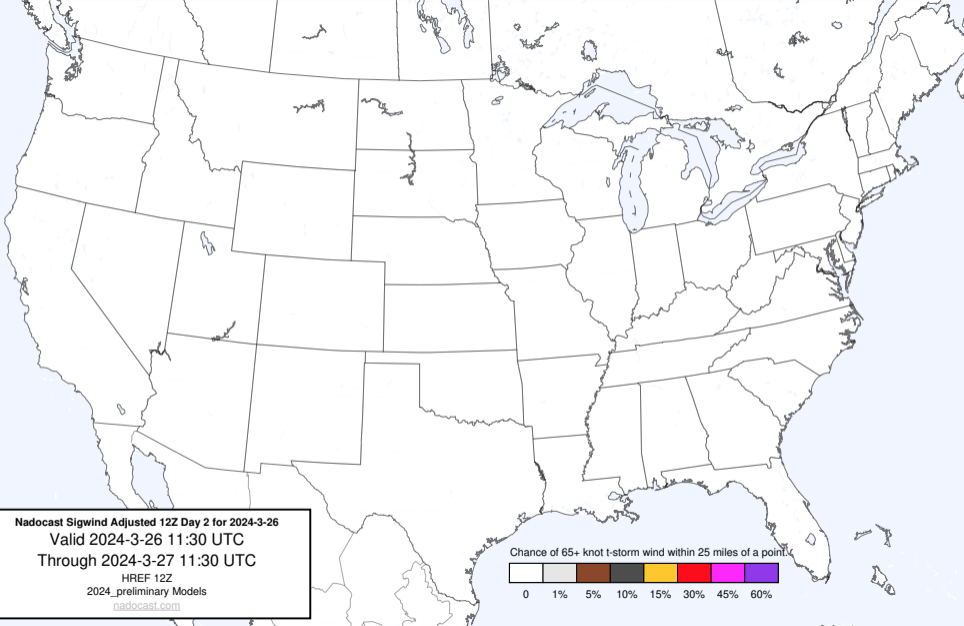 Nadocast Sigwind Adjusted 12Z Day 2 for 2024-3-26
Valid 2024-3-26 11:30 UTC
Through 2024-3-27 11:30 UTC
HREF 12Z
2024_preliminary Models
nadocast.com
Chance of 65+ knot t-storm wind within 25 miles of a point.
0 1% 5% 10% 15% 30% 45% 60%